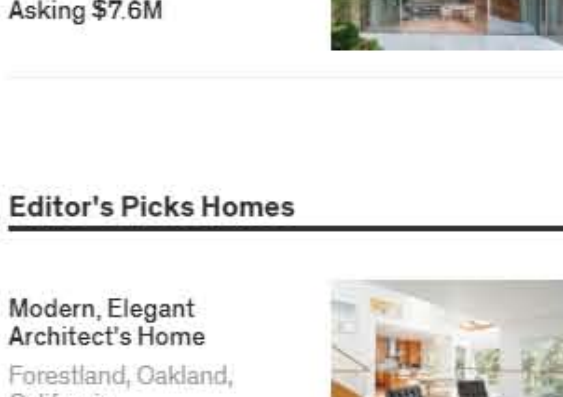 Asking $7.6M
Editor's Picks Homes
Modern, Elegant
Architect's Home
Forestland, Oakland,